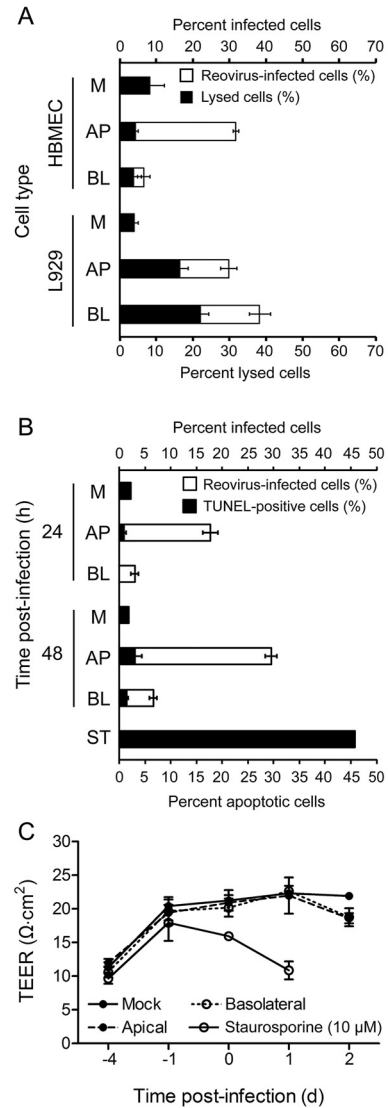 A
Percent infected cells
0 10 20 30 40 50 60 70
Reovirus-infected cells (%)
Lysed cells (%)
Cell type
HBMEC
M
AP
BL
L929
M
AP
BL
0 10 20 30 40 50 60 70
Percent lysed cells
B
Percent infected cells
0 5 10 15 20 25 30 35 40 45 50
Reovirus-infected cells (%)
TUNEL-positive cells (%)
Time post-infection (h)
24
M
AP
BL
48
M
AP
BL
ST
0 5 10 15 20 25 30 35 40 45 50
Percent apoptotic cells
C
TEER (Ω·cm²)
30
25
20
15
10
5
0
Mock
Basolateral
Apical
Staurosporine (10 µM)
-4 -1 0 1 2
Time post-infection (d)